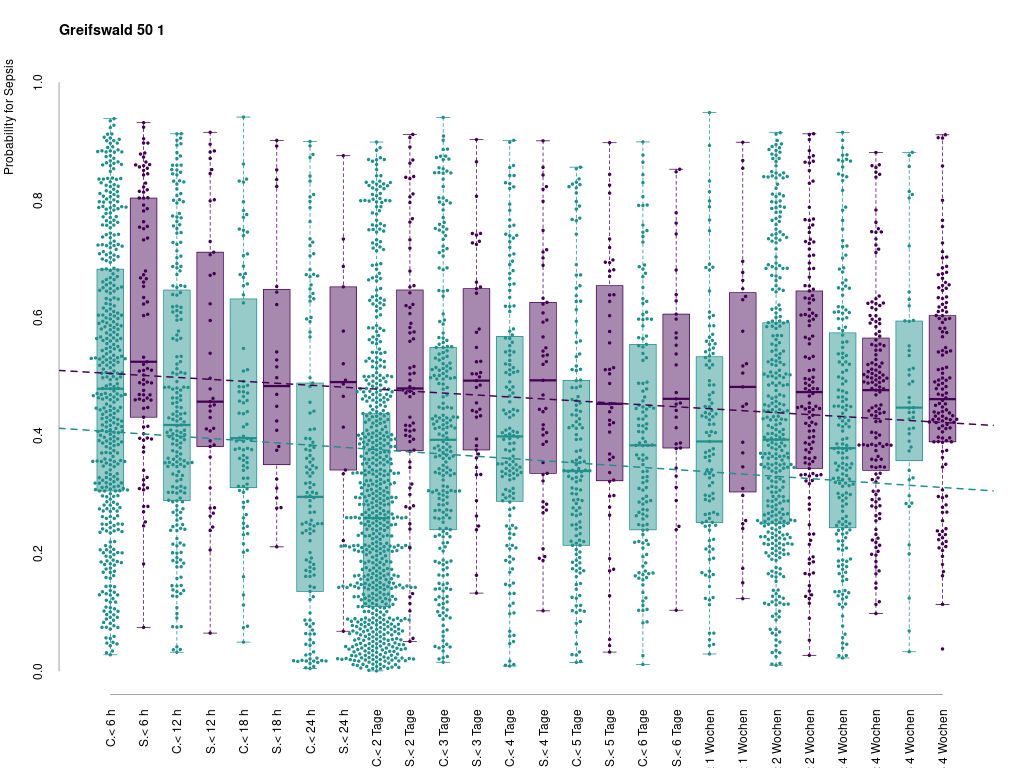 Greifswald 50 1
Probability for Sepsis
1.0
0.8
0.6
0.4
0.2
0.0
C.< 6 h
S.< 6 h
C.< 12 h
S.< 12 h
C.< 18 h
S.< 18 h
C.< 24 h
S.< 24 h
C.< 2 Tage
S.< 2 Tage
C.< 3 Tage
S.< 3 Tage
C.< 4 Tage
S.< 4 Tage
C.< 5 Tage
S.< 5 Tage
C.< 6 Tage
S.< 6 Tage
1 Wochen
1 Wochen
2 Wochen
2 Wochen
4 Wochen
4 Wochen
4 Wochen
4 Wochen